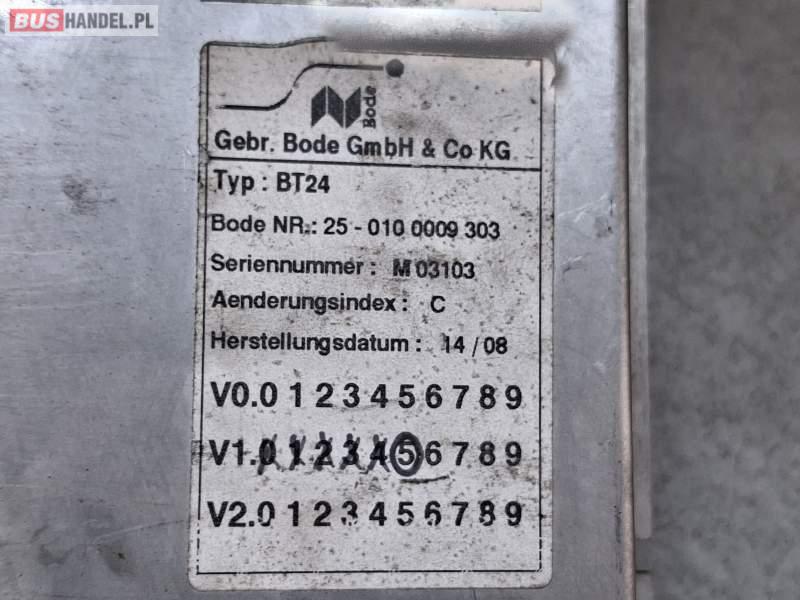 BUSHANDEL.PL
Bode
Gebr. Bode GmbH & Co KG
Typ : BT24
Bode NR.: 25 - 010 0009 303
Seriennummer : M 03103
Aenderungsindex : C
Herstellungsdatum : 14 / 08
V0.0 1 2 3 4 5 6 7 8 9
V1.0 1 2 3 4 5 6 7 8 9
V2.0 1 2 3 4 5 6 7 8 9